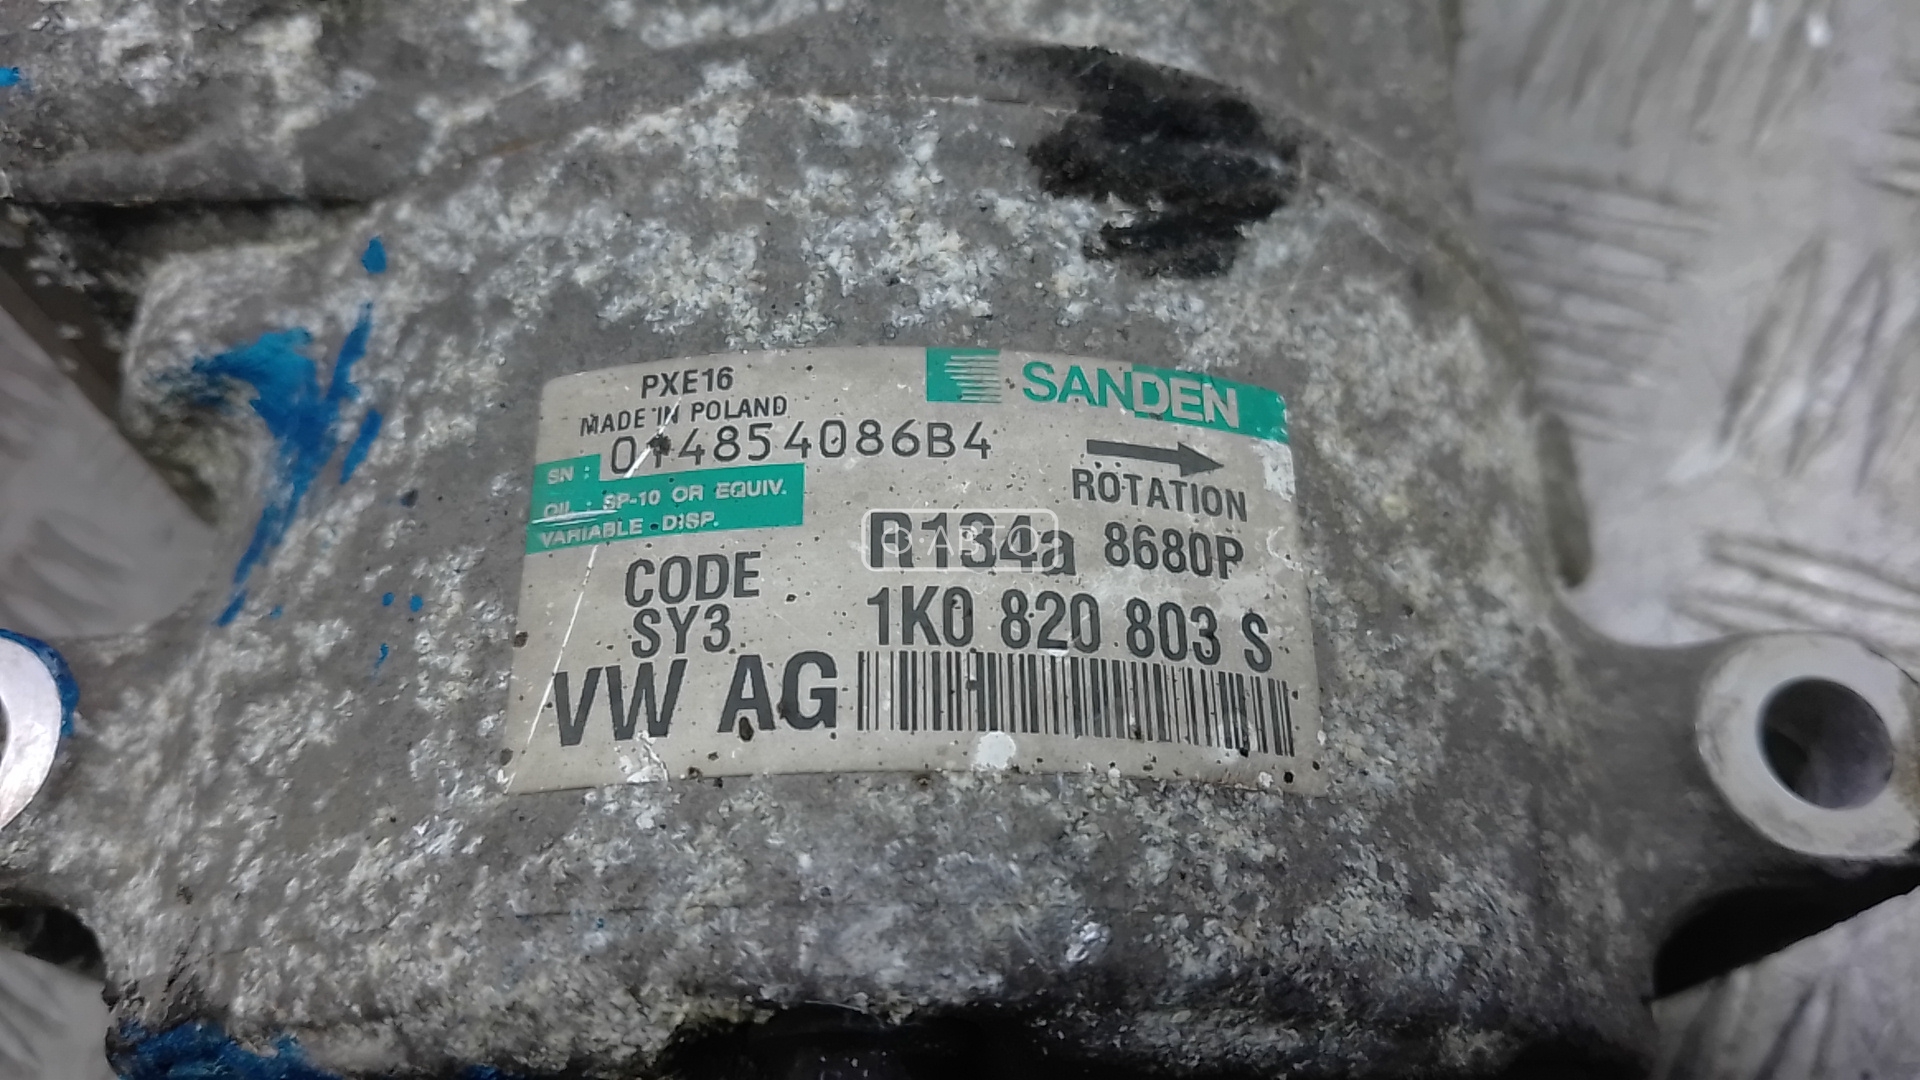 PXE16
SANDEN
MADE IN POLAND
SN : 014854086B4
OIL : SP-10 OR EQUIV.
VARIABLE DISP.
ROTATION
R134a 8680P
CODE
SY3
1K0 820 803 S
VW AG